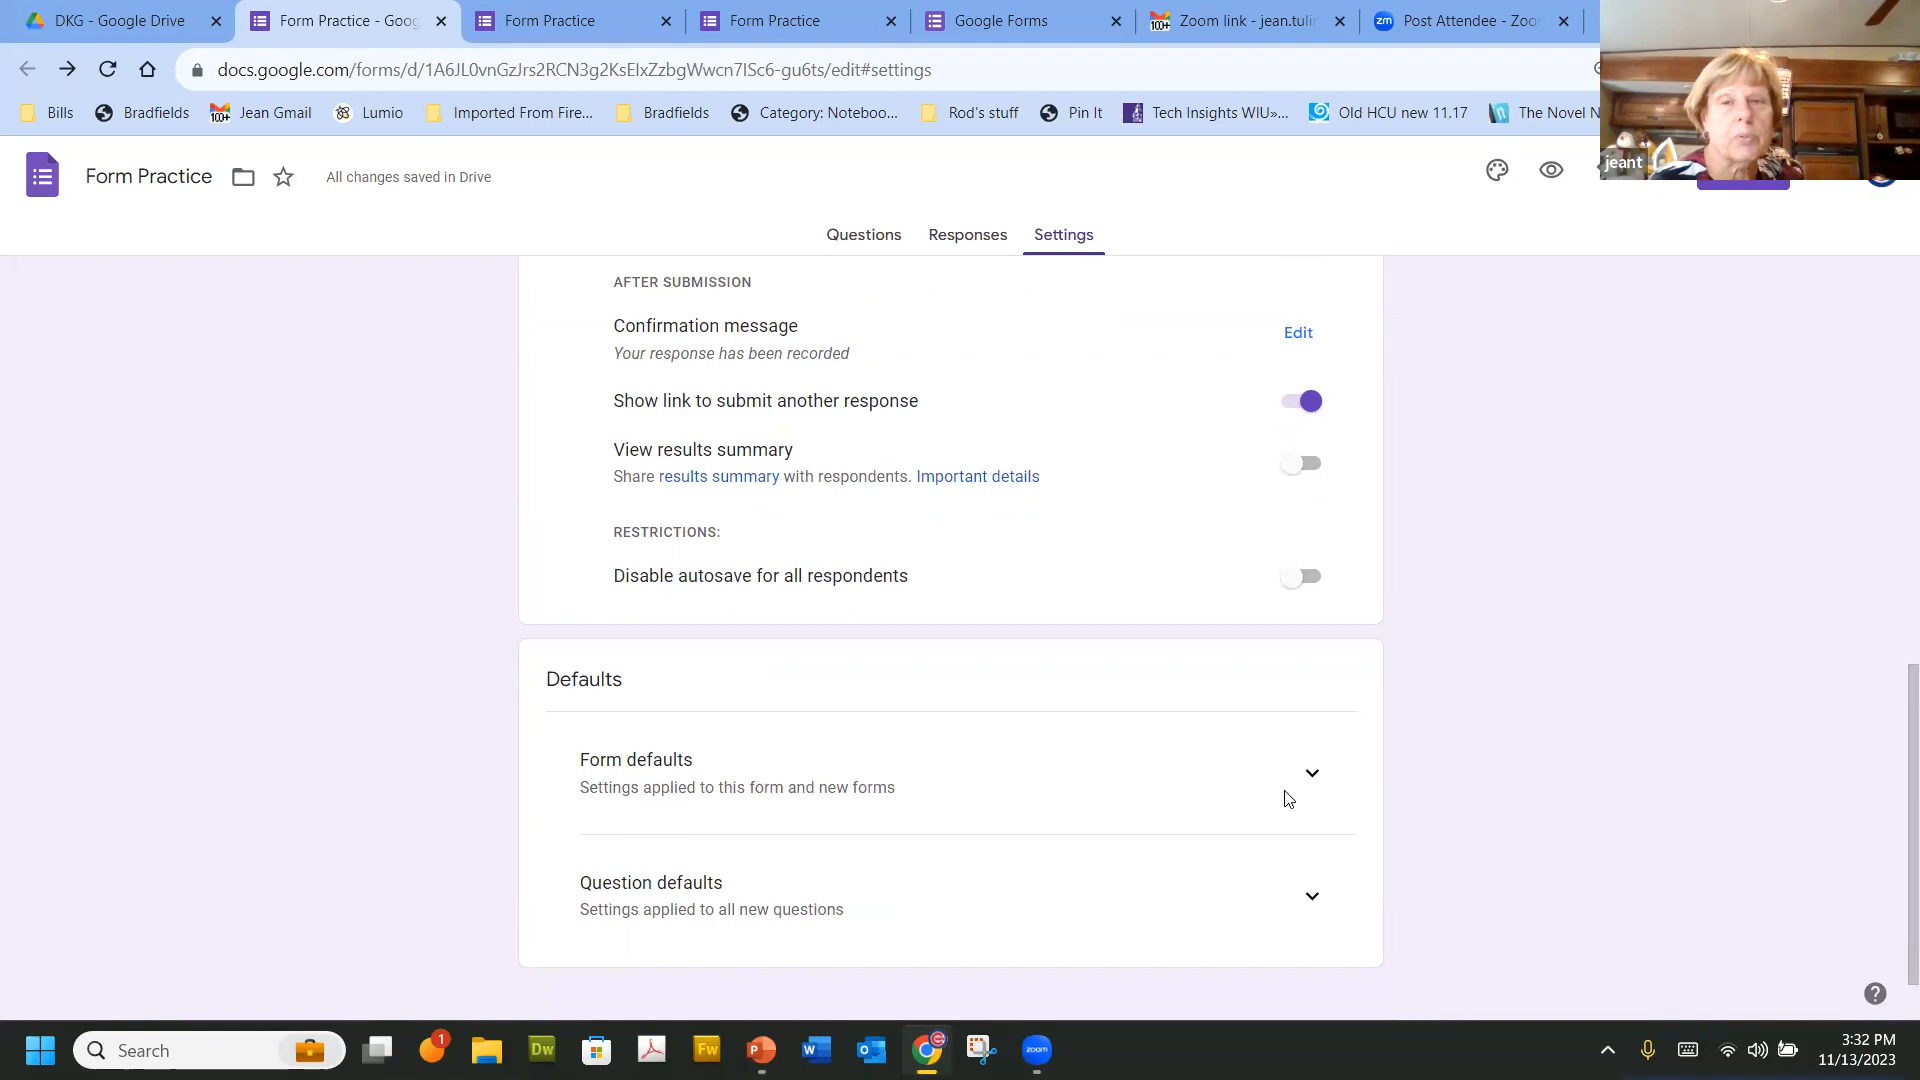 DKG - Google Drive
Form Practice - Goog
Form Practice
Form Practice
Google Forms
Zoom link - jean.tulin
zm
Post Attendee - Zoo
docs.google.com/forms/d/1A6JL0vnGzJrs2RCN3g2KsElxZzbgWwcn7ISc6-gu6ts/edit#settings
Bills
Bradfields
Jean Gmail
Lumio
Imported From Fire...
Bradfields
Category: Noteboo...
Rod's stuff
Pin It
Tech Insights WIU»...
Old HCU new 11.17
The Novel N
jeant
Form Practice
All changes saved in Drive
Questions
Responses
Settings
AFTER SUBMISSION
Confirmation message
Edit
Your response has been recorded
Show link to submit another response
View results summary
Share results summary with respondents. Important details
RESTRICTIONS:
Disable autosave for all respondents
Defaults
Form defaults
Settings applied to this form and new forms
Question defaults
Settings applied to all new questions
Search
1
Dw
Fw
zoom
3:32 PM
11/13/2023